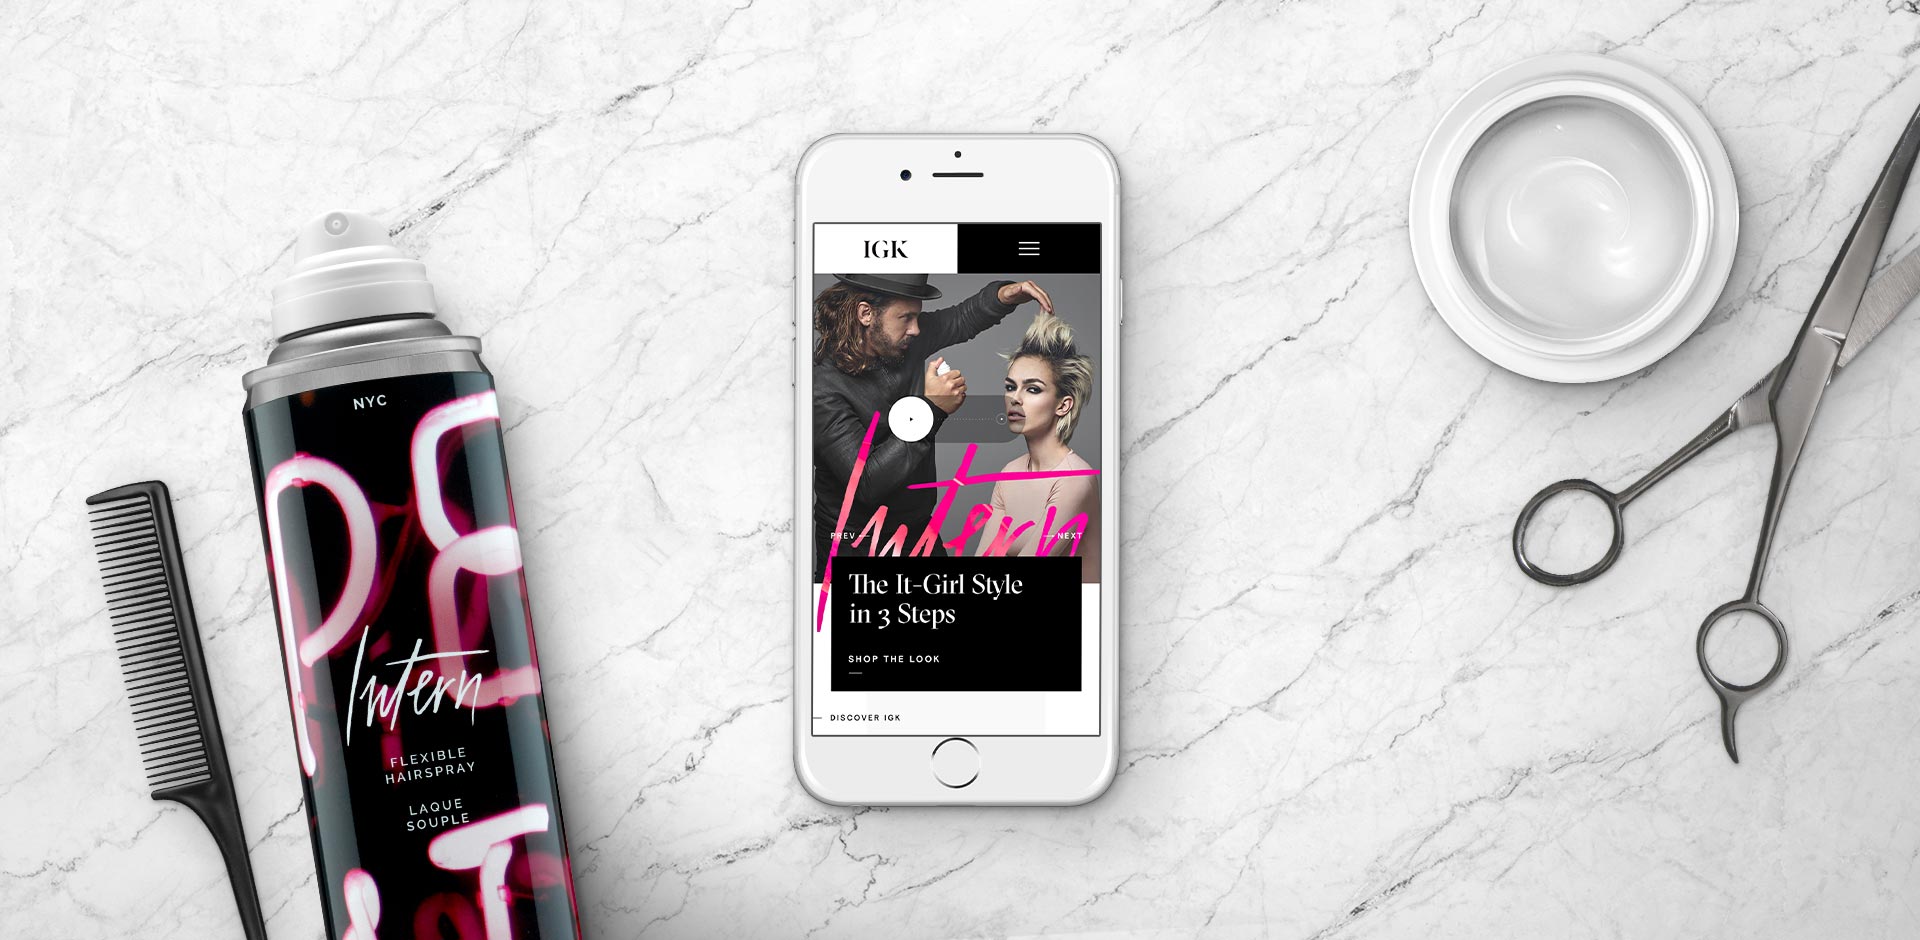 NYC
PE
Intern
FLEXIBLE
HAIRSPRAY
LAQUE
SOUPLE
& T
IGK
Intern
PREV
NEXT
The It-Girl Style
in 3 Steps
SHOP THE LOOK
DISCOVER IGK